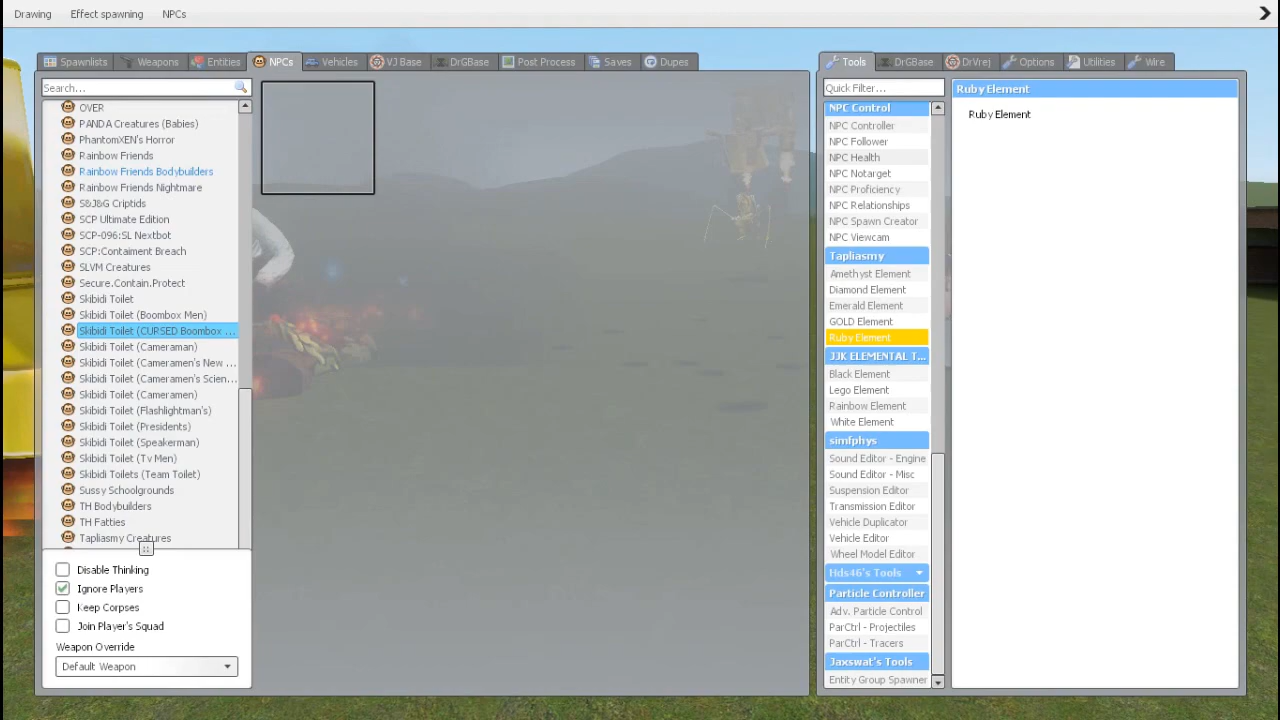 Drawing Effect spawning NPCs
Spawnlists Weapons Entities NPCs Vehicles VJ Base DrGBase Post Process Saves Dupes
Search...
OVER
PANDA Creatures (Babies)
PhantomXEN's Horror
Rainbow Friends
Rainbow Friends Bodybuilders
Rainbow Friends Nightmare
S&J&G Criptids
SCP Ultimate Edition
SCP-096:SL Nextbot
SCP:Contaiment Breach
SLVM Creatures
Secure.Contain.Protect
Skibidi Toilet
Skibidi Toilet (Boombox Men)
Skibidi Toilet (CURSED Boombox ...
Skibidi Toilet (Cameraman)
Skibidi Toilet (Cameramen's New ...
Skibidi Toilet (Cameramen's Scien...
Skibidi Toilet (Cameramen)
Skibidi Toilet (Flashlightman's)
Skibidi Toilet (Presidents)
Skibidi Toilet (Speakerman)
Skibidi Toilet (Tv Men)
Skibidi Toilets (Team Toilet)
Sussy Schoolgrounds
TH Bodybuilders
TH Fatties
Tapliasmy Creatures
Disable Thinking
Ignore Players
Keep Corpses
Join Player's Squad
Weapon Override
Default Weapon
Tools DrGBase DrVrej Options Utilities Wire
Quick Filter...
NPC Control
NPC Controller
NPC Follower
NPC Health
NPC Notarget
NPC Proficiency
NPC Relationships
NPC Spawn Creator
NPC Viewcam
Tapliasmy
Amethyst Element
Diamond Element
Emerald Element
GOLD Element
Ruby Element
JJK ELEMENTAL T...
Black Element
Lego Element
Rainbow Element
White Element
simfphys
Sound Editor - Engine
Sound Editor - Misc
Suspension Editor
Transmission Editor
Vehicle Duplicator
Vehicle Editor
Wheel Model Editor
Hds46's Tools
Particle Controller
Adv. Particle Control
ParCtrl - Projectiles
ParCtrl - Tracers
Jaxswat's Tools
Entity Group Spawner
Ruby Element
Ruby Element